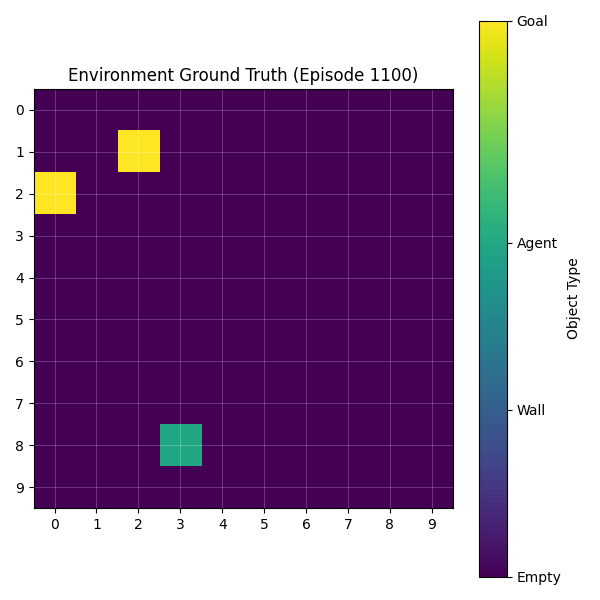 Environment Ground Truth (Episode 1100)
0
1
2
3
4
5
6
7
8
9
0 1 2 3 4 5 6 7 8 9
Goal
Agent
Wall
Empty
Object Type